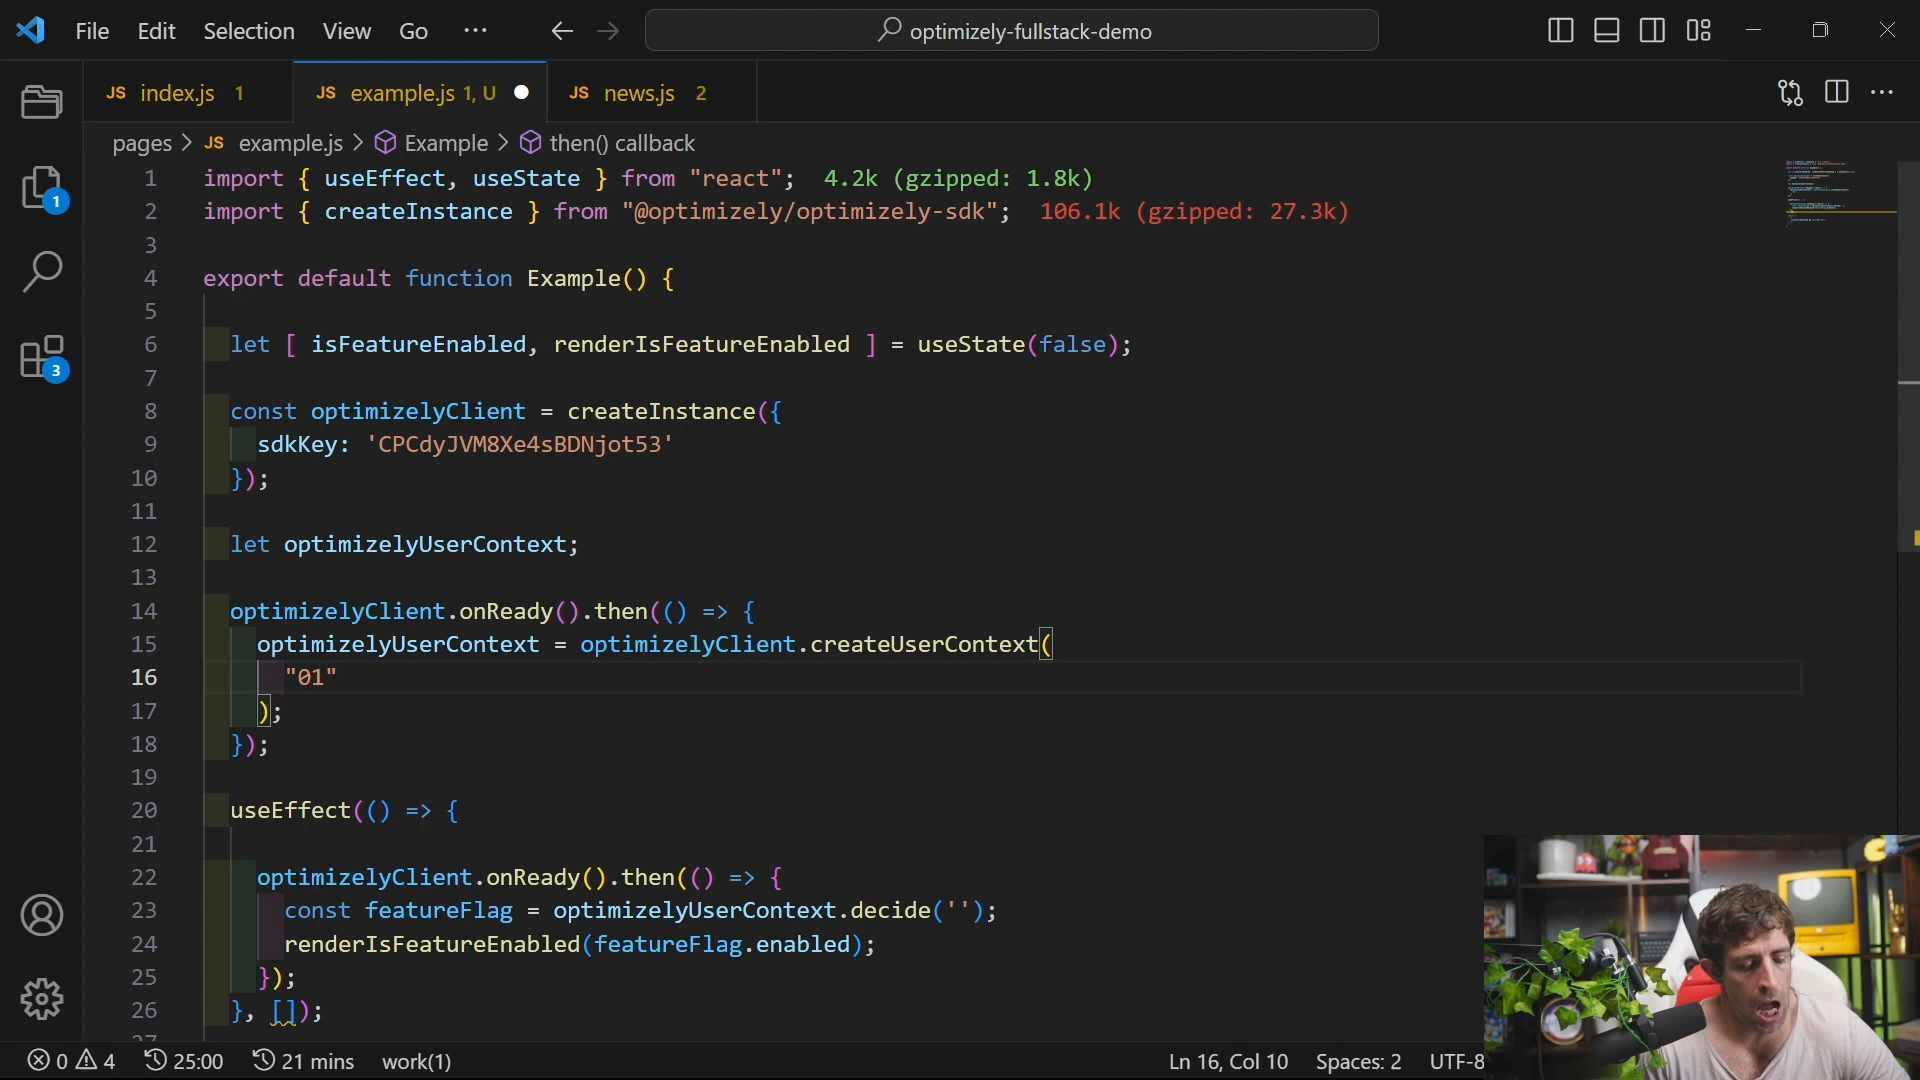 File Edit Selection View Go ··· optimizely-fullstack-demo
JS index.js 1 JS example.js 1, U JS news.js 2
pages > JS example.js > Example > then() callback
1 import { useEffect, useState } from "react"; 4.2k (gzipped: 1.8k)
2 import { createInstance } from "@optimizely/optimizely-sdk"; 106.1k (gzipped: 27.3k)
3
4 export default function Example() {
5
6 let [ isFeatureEnabled, renderIsFeatureEnabled ] = useState(false);
7
8 const optimizelyClient = createInstance({
9 sdkKey: 'CPCdyJVM8Xe4sBDNjot53'
10 });
11
12 let optimizelyUserContext;
13
14 optimizelyClient.onReady().then(() => {
15 optimizelyUserContext = optimizelyClient.createUserContext(
16 "01"
17 );
18 });
19
20 useEffect(() => {
21
22 optimizelyClient.onReady().then(() => {
23 const featureFlag = optimizelyUserContext.decide('');
24 renderIsFeatureEnabled(featureFlag.enabled);
25 });
26 }, []);
1
3
0 4 25:00 21 mins work(1) Ln 16, Col 10 Spaces: 2 UTF-8